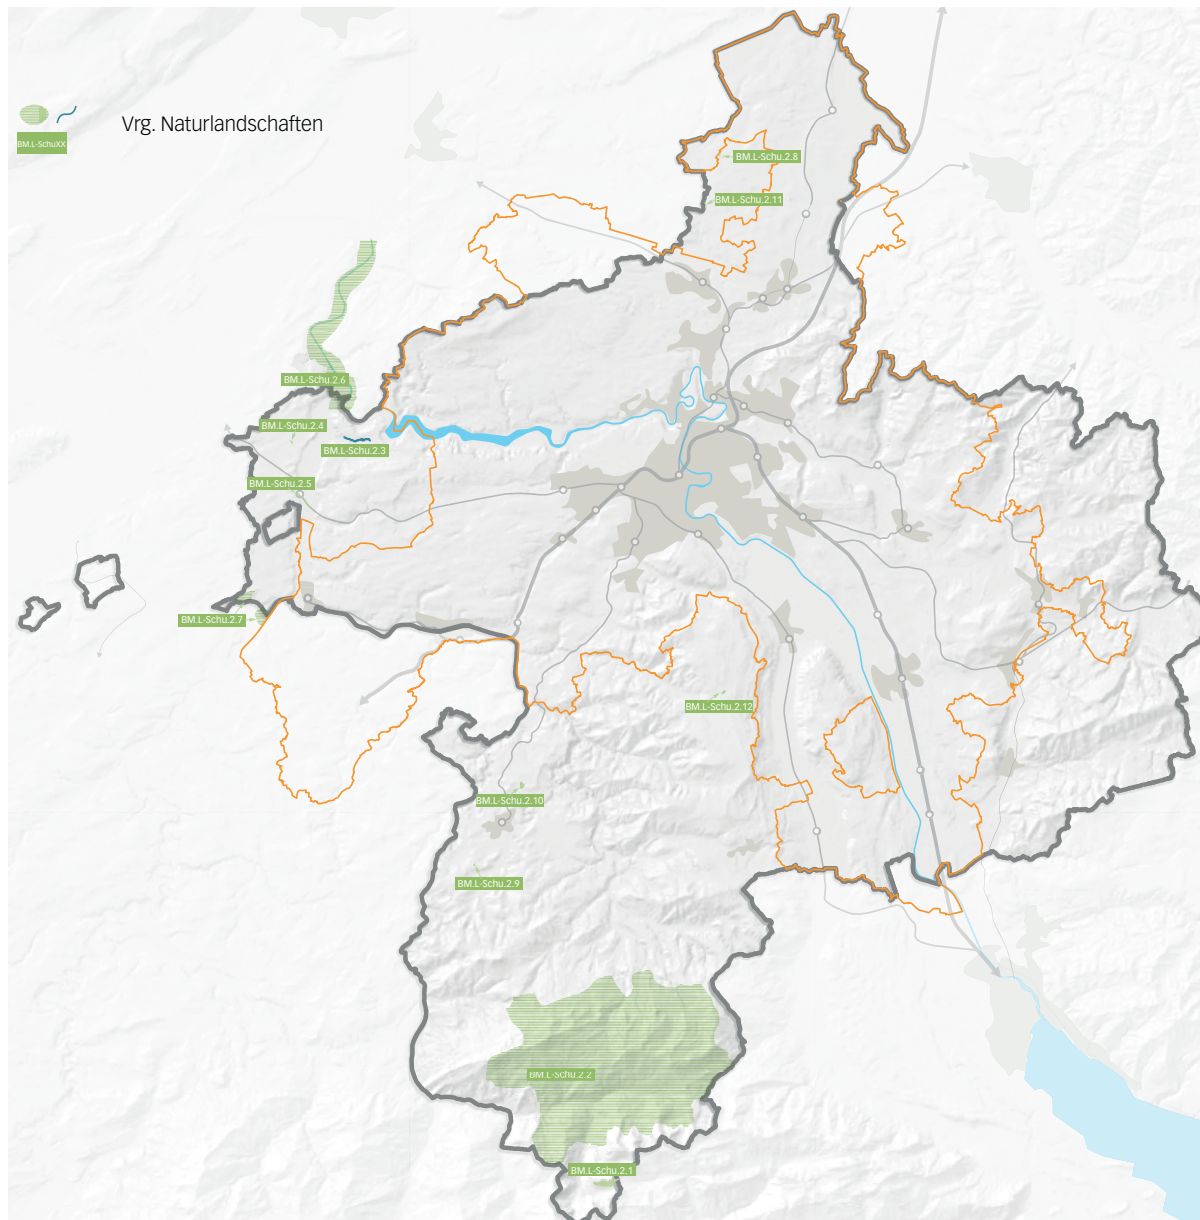 Vrg. Naturlandschaften
BM.L-SchuXX
BM.L-Schu.2.8
BM.L-Schu.2.11
BM.L-Schu.2.6
BM.L-Schu.2.4
BM.L-Schu.2.3
BM.L-Schu.2.5
BM.L-Schu.2.7
BM.L-Schu.2.12
BM.L-Schu.2.10
BM.L-Schu.2.9
BM.L-Schu.2.2
BM.L-Schu.2.1